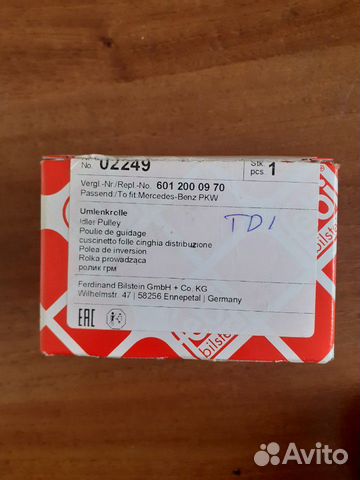 No. 02249
Stk.
pcs. 1
Vergl.-Nr./Repl.-No. 601 200 09 70
Passend./To fit Mercedes-Benz PKW
Umlenkrolle
Idler Pulley
Poulie de guidage
cuscinetto folle cinghia distribuzione
Polea de inversion
Rolka prowadząca
ролик грм
TDI
Ferdinand Bilstein GmbH + Co. KG
Wilhelmstr. 47 | 58256 Ennepetal | Germany
EAC
bilste
Avito